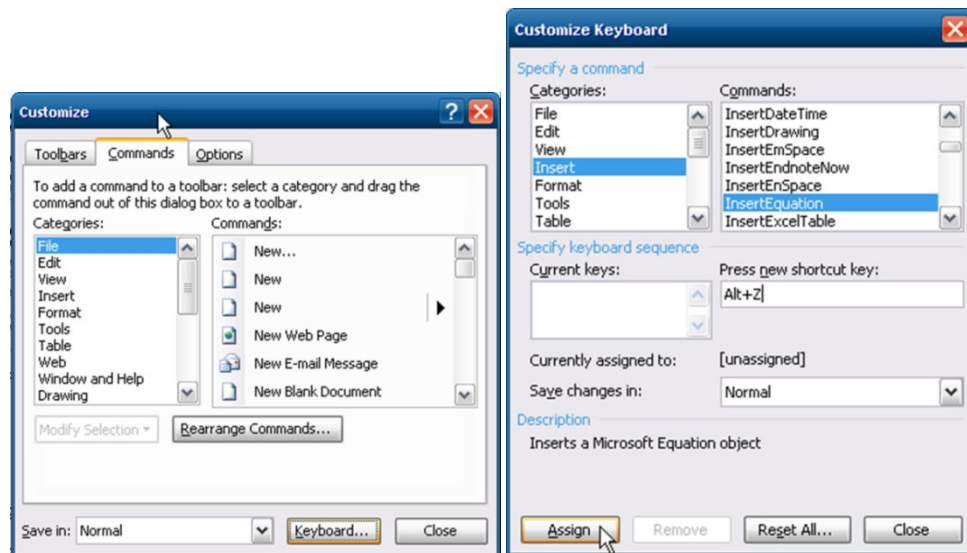 Customize
Toolbars Commands Options
To add a command to a toolbar: select a category and drag the
command out of this dialog box to a toolbar.
Categories: Commands:
File
Edit
View
Insert
Format
Tools
Table
Web
Window and Help
Drawing
New...
New
New
New Web Page
New E-mail Message
New Blank Document
Modify Selection
Rearrange Commands...
Save in: Normal Keyboard... Close
Customize Keyboard
Specify a command
Categories: Commands:
File
Edit
View
Insert
Format
Tools
Table
InsertDateTime
InsertDrawing
InsertEmSpace
InsertEndnoteNow
InsertEnSpace
InsertEquation
InsertExcelTable
Specify keyboard sequence
Current keys: Press new shortcut key:
Alt+Z
Currently assigned to: [unassigned]
Save changes in: Normal
Description
Inserts a Microsoft Equation object
Assign Remove Reset All... Close